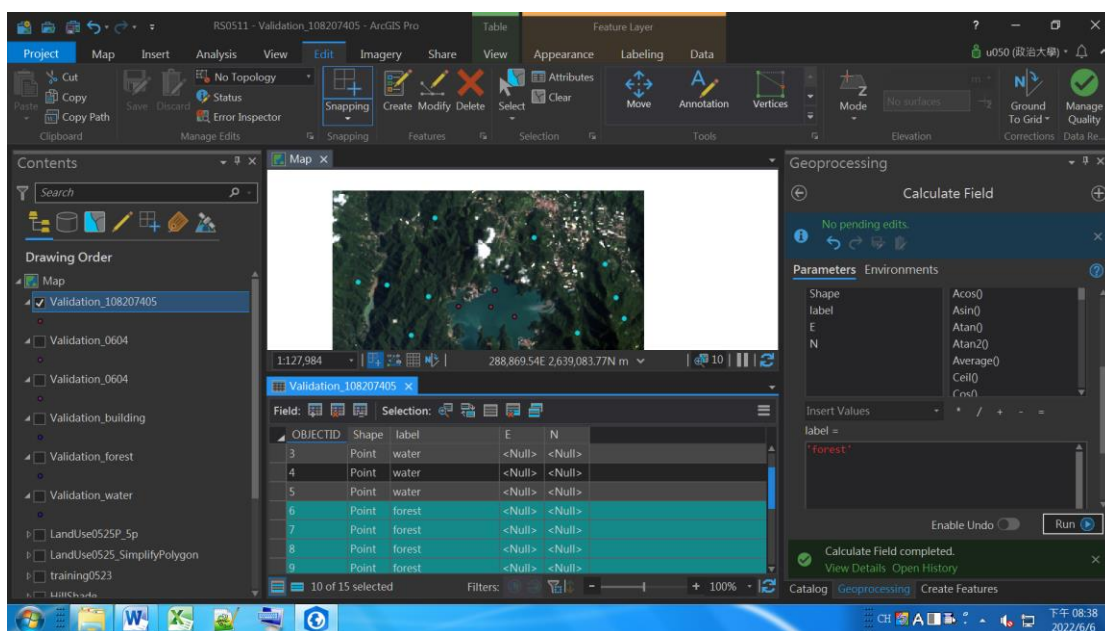 RS0511 - Validation_108207405 - ArcGIS Pro
Table
Feature Layer
?
Project Map Insert Analysis View Edit Imagery Share View Appearance Labeling Data
u050 (政治大學)
Cut
Copy
Copy Path
Paste
Clipboard
Save Discard
No Topology
Status
Error Inspector
Manage Edits
Snapping
Snapping
Create Modify Delete
Features
Select
Attributes
Clear
Selection
Move
Annotation
Vertices
Tools
Mode
No surfaces
Elevation
Ground To Grid
Corrections
Manage Quality
Data Re...
Contents
Search
Drawing Order
Map
Validation_108207405
Validation_0604
Validation_0604
Validation_building
Validation_forest
Validation_water
LandUse0525P_5p
LandUse0525_SimplifyPolygon
training0523
HillShade
Map
1:127,984
288,869.54E 2,639,083.77N m
10
Validation_108207405
Field:
Selection:
OBJECTID Shape label E N
3 Point water <Null> <Null>
4 Point water <Null> <Null>
5 Point water <Null> <Null>
6 Point forest <Null> <Null>
7 Point forest <Null> <Null>
8 Point forest <Null> <Null>
9 Point forest <Null> <Null>
10 of 15 selected
Filters:
- + 100%
Geoprocessing
Calculate Field
No pending edits.
Parameters Environments
Shape
label
E
N
Acos()
Asin()
Atan()
Atan2()
Average()
Ceil()
Cos()
Insert Values * / + - =
label =
'forest'
Enable Undo
Run
Calculate Field completed.
View Details Open History
Catalog Geoprocessing Create Features
CH
下午 08:38
2022/6/6